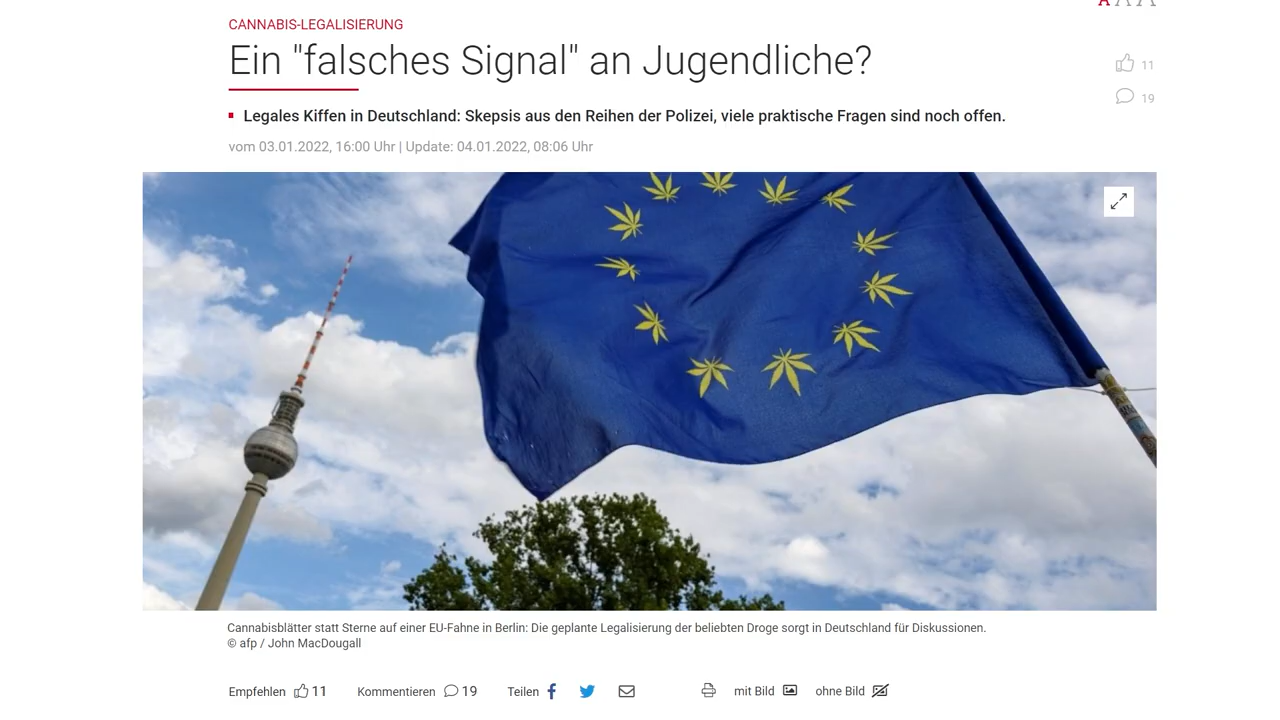 A A A
CANNABIS-LEGALISIERUNG
Ein "falsches Signal" an Jugendliche?
11
Legales Kiffen in Deutschland: Skepsis aus den Reihen der Polizei, viele praktische Fragen sind noch offen.
19
vom 03.01.2022, 16:00 Uhr | Update: 04.01.2022, 08:06 Uhr
Cannabisblätter statt Sterne auf einer EU-Fahne in Berlin: Die geplante Legalisierung der beliebten Droge sorgt in Deutschland für Diskussionen.
© afp / John MacDougall
Empfehlen 11 Kommentieren 19 Teilen mit Bild ohne Bild